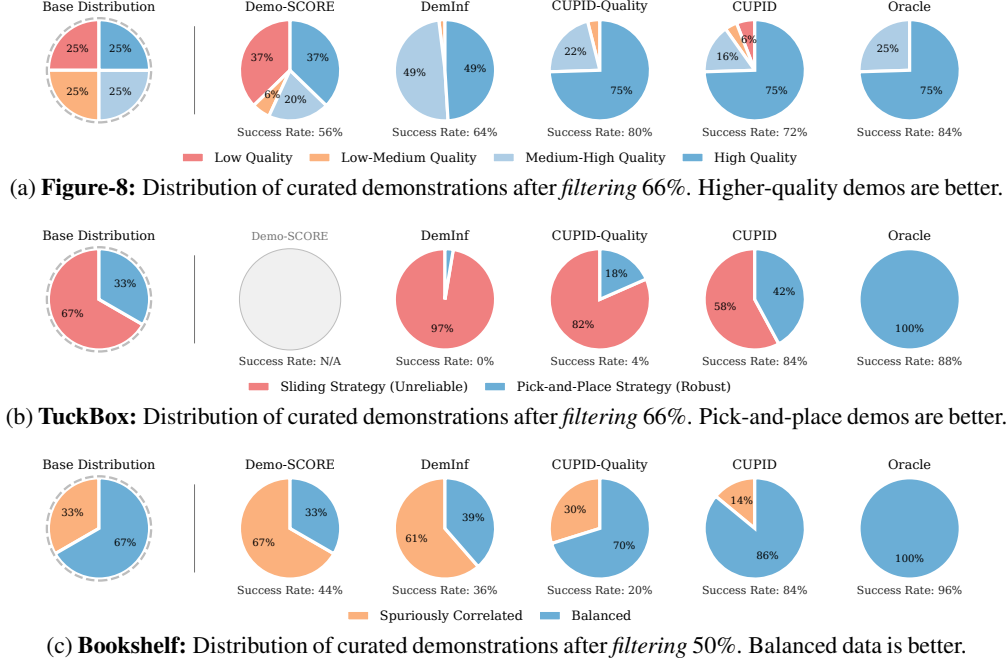 Base Distribution Demo-SCORE DemInf CUPID-Quality CUPID Oracle
25% 25% 25% 25%
37% 37% 6% 20%
49% 49%
22% 75%
6% 16% 75%
25% 75%
Success Rate: 56% Success Rate: 64% Success Rate: 80% Success Rate: 72% Success Rate: 84%
Low Quality Low-Medium Quality Medium-High Quality High Quality
(a) Figure-8: Distribution of curated demonstrations after filtering 66%. Higher-quality demos are better.
Base Distribution Demo-SCORE DemInf CUPID-Quality CUPID Oracle
33% 67%
97%
18% 82%
58% 42%
100%
Success Rate: N/A Success Rate: 0% Success Rate: 4% Success Rate: 84% Success Rate: 88%
Sliding Strategy (Unreliable) Pick-and-Place Strategy (Robust)
(b) TuckBox: Distribution of curated demonstrations after filtering 66%. Pick-and-place demos are better.
Base Distribution Demo-SCORE DemInf CUPID-Quality CUPID Oracle
33% 67%
33% 67%
39% 61%
30% 70%
14% 86%
100%
Success Rate: 44% Success Rate: 36% Success Rate: 20% Success Rate: 84% Success Rate: 96%
Spuriously Correlated Balanced
(c) Bookshelf: Distribution of curated demonstrations after filtering 50%. Balanced data is better.